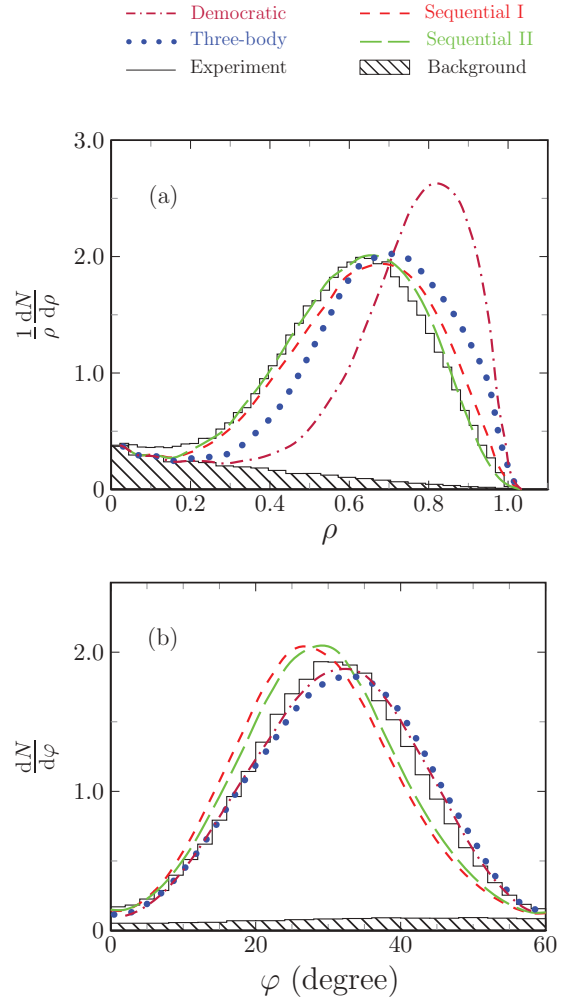 Democratic
Sequential I
Three-body
Sequential II
Experiment
Background
3.0
(a)
2.0
1 dN
ρ dρ
1.0
0
0 0.2 0.4 0.6 0.8 1.0
ρ
(b)
2.0
dN
dφ
1.0
0
0 20 40 60
φ (degree)